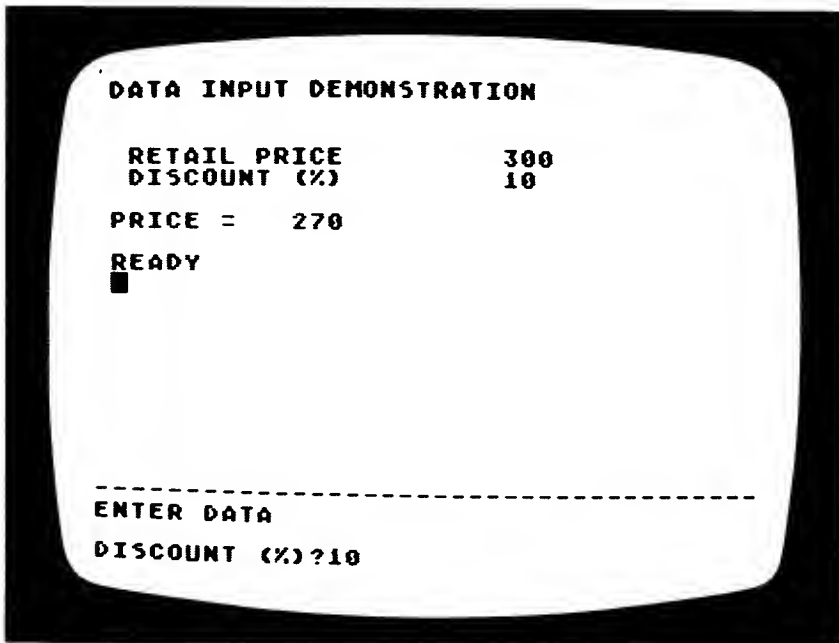 DATA INPUT DEMONSTRATION
RETAIL PRICE 300
DISCOUNT (%) 10
PRICE = 270
READY
----------------------------------------
ENTER DATA
DISCOUNT (%)?10